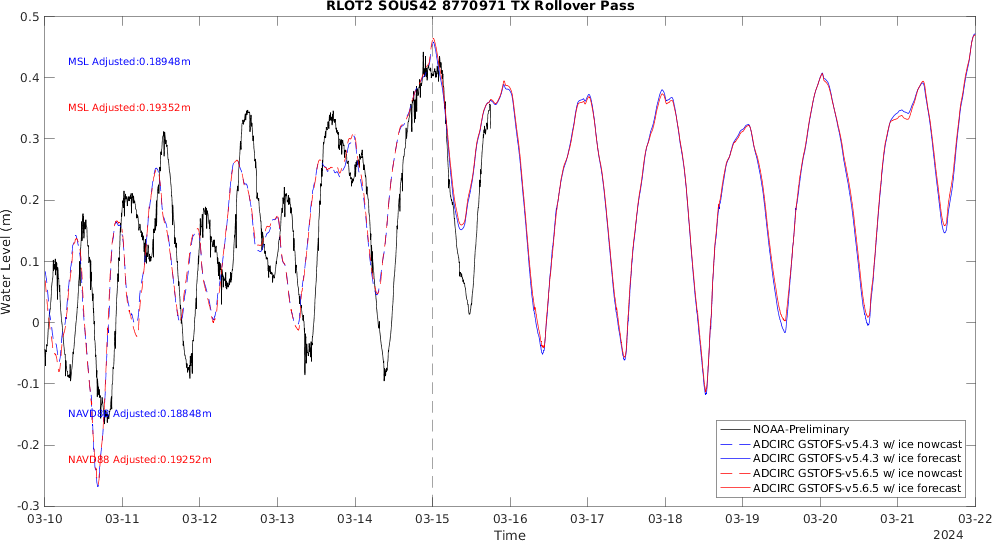 RLOT2 SOUS42 8770971 TX Rollover Pass
0.5
0.4
0.3
0.2
0.1
0
-0.1
-0.2
-0.3
Water Level (m)
MSL Adjusted:0.18948m
MSL Adjusted:0.19352m
NAVD88 Adjusted:0.18848m
NAVD88 Adjusted:0.19252m
NOAA-Preliminary
ADCIRC GSTOFS-v5.4.3 w/ ice nowcast
ADCIRC GSTOFS-v5.4.3 w/ ice forecast
ADCIRC GSTOFS-v5.6.5 w/ ice nowcast
ADCIRC GSTOFS-v5.6.5 w/ ice forecast
03-10 03-11 03-12 03-13 03-14 03-15 03-16 03-17 03-18 03-19 03-20 03-21 03-22
Time
2024